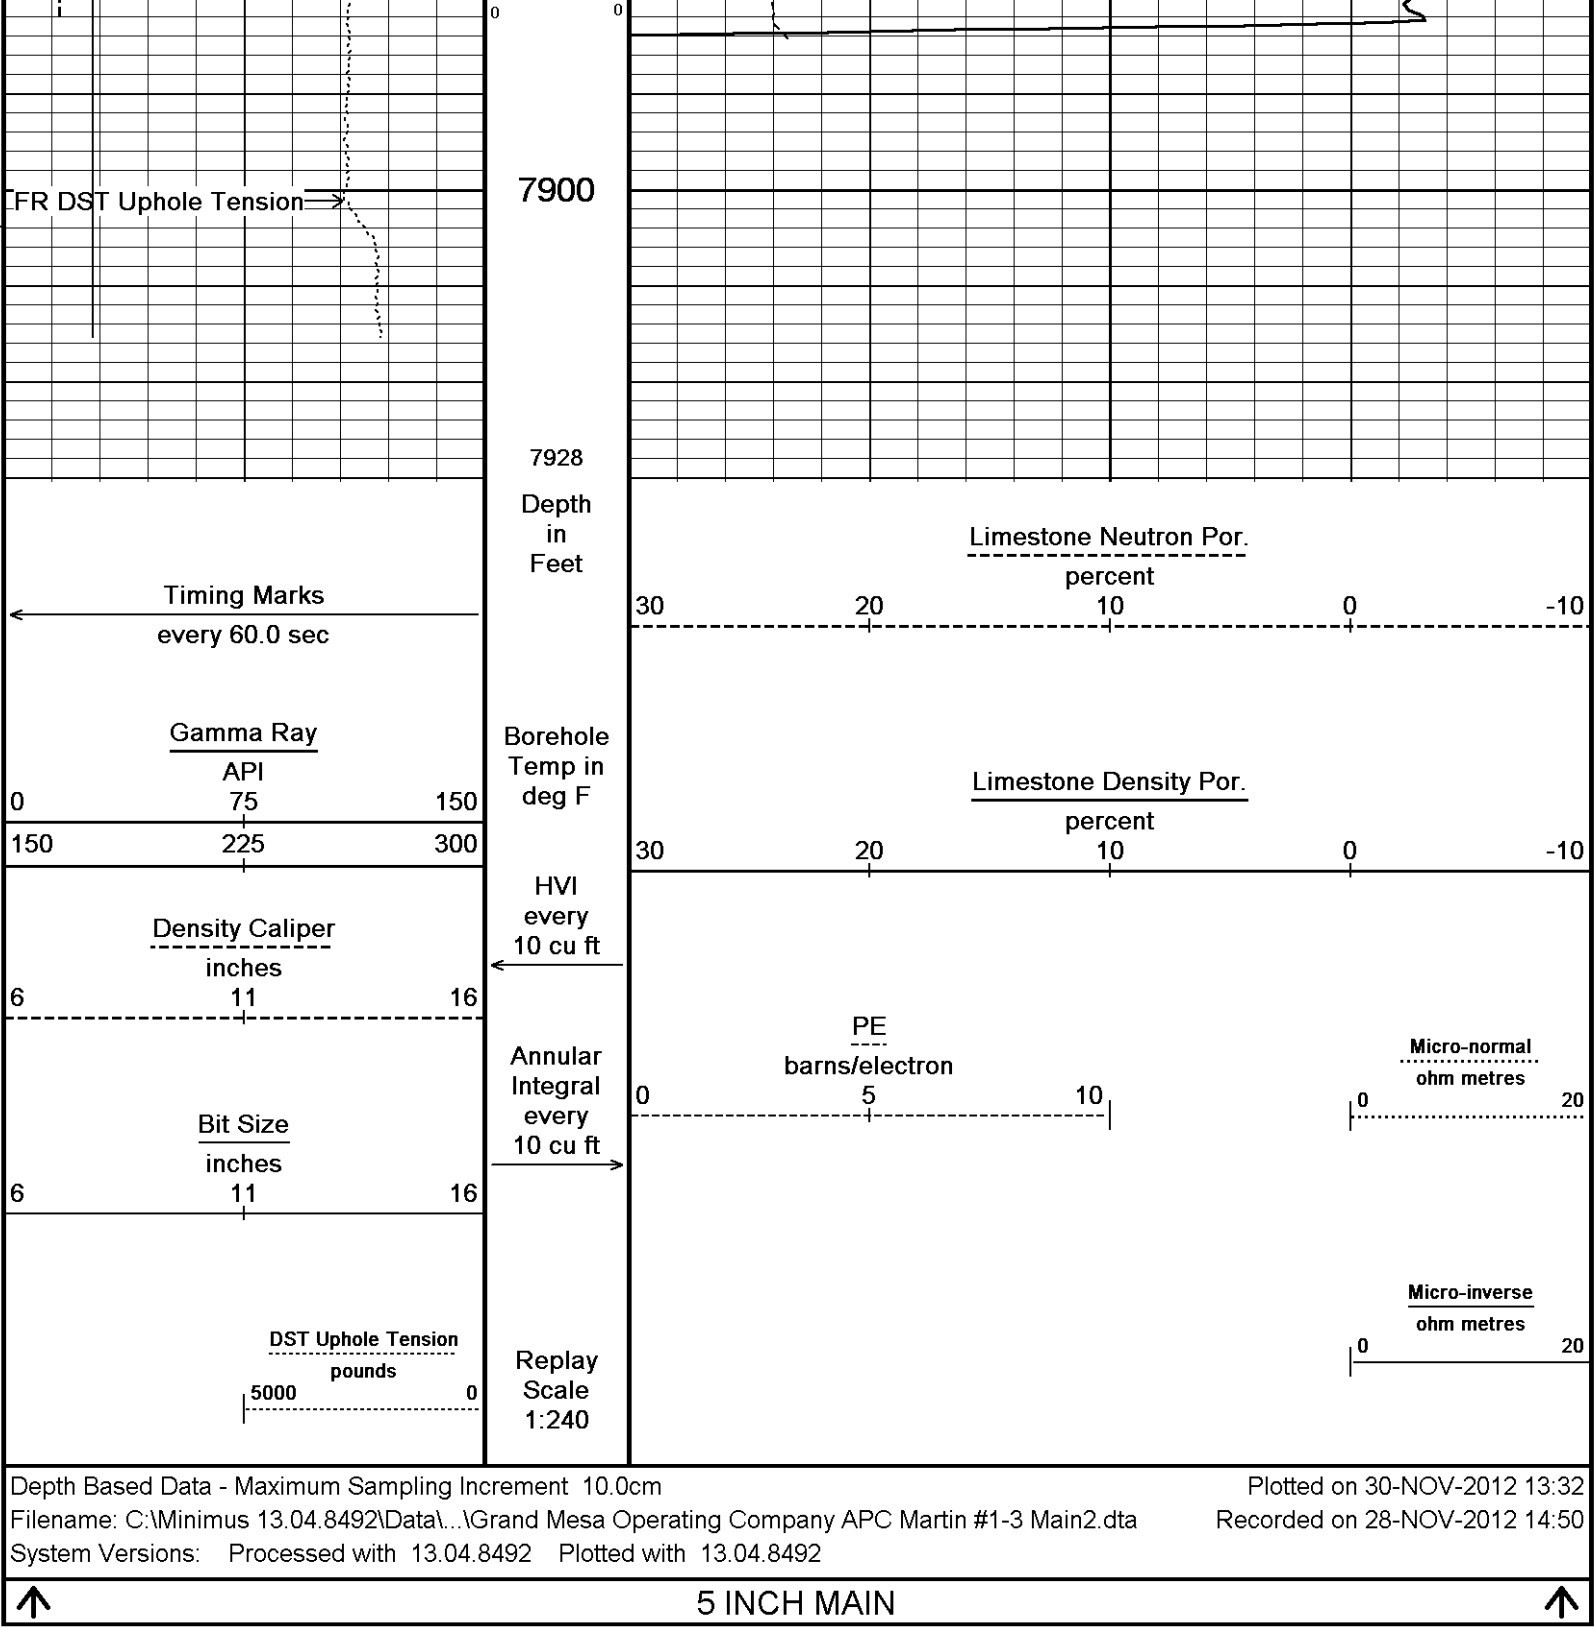 0 0
7900
FR DST Uphole Tension
7928
Depth
in
Feet
Timing Marks
every 60.0 sec
Gamma Ray
API
0 75 150
150 225 300
Density Caliper
inches
6 11 16
Bit Size
inches
6 11 16
DST Uphole Tension
pounds
5000 0
Borehole
Temp in
deg F
HVI
every
10 cu ft
Annular
Integral
every
10 cu ft
Replay
Scale
1:240
Limestone Neutron Por.
percent
30 20 10 0 -10
Limestone Density Por.
percent
30 20 10 0 -10
PE
barns/electron
0 5 10
Micro-normal
ohm metres
0 20
Micro-inverse
ohm metres
0 20
Depth Based Data - Maximum Sampling Increment 10.0cm
Plotted on 30-NOV-2012 13:32
Filename: C:\Minimus 13.04.8492\Data\...\Grand Mesa Operating Company APC Martin #1-3 Main2.dta
Recorded on 28-NOV-2012 14:50
System Versions: Processed with 13.04.8492 Plotted with 13.04.8492
5 INCH MAIN